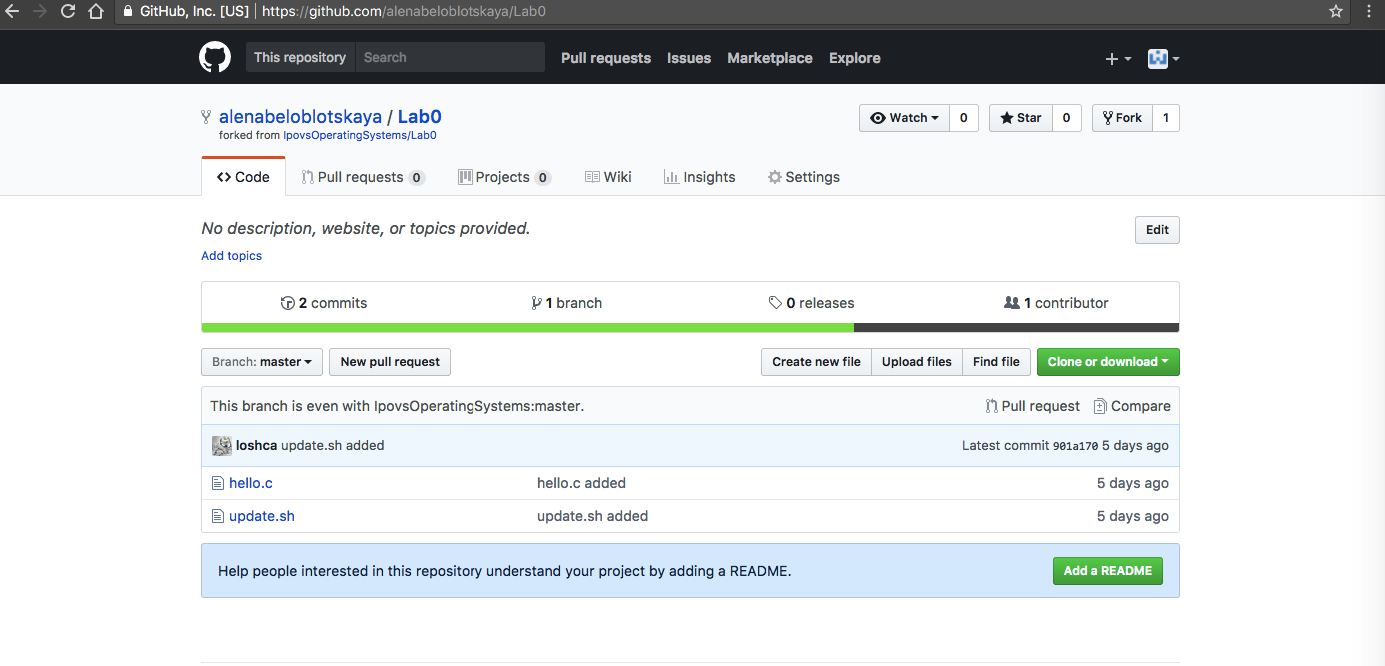 GitHub, Inc. [US] | https://github.com/alenabeloblotskaya/Lab0
This repository Search Pull requests Issues Marketplace Explore
alenabeloblotskaya / Lab0 Watch 0 Star 0 Fork 1
forked from IpovsOperatingSystems/Lab0
<> Code Pull requests 0 Projects 0 Wiki Insights Settings
No description, website, or topics provided. Edit
Add topics
2 commits 1 branch 0 releases 1 contributor
Branch: master New pull request Create new file Upload files Find file Clone or download
This branch is even with IpovsOperatingSystems:master. Pull request Compare
loshca update.sh added Latest commit 901a170 5 days ago
hello.c hello.c added 5 days ago
update.sh update.sh added 5 days ago
Help people interested in this repository understand your project by adding a README. Add a README